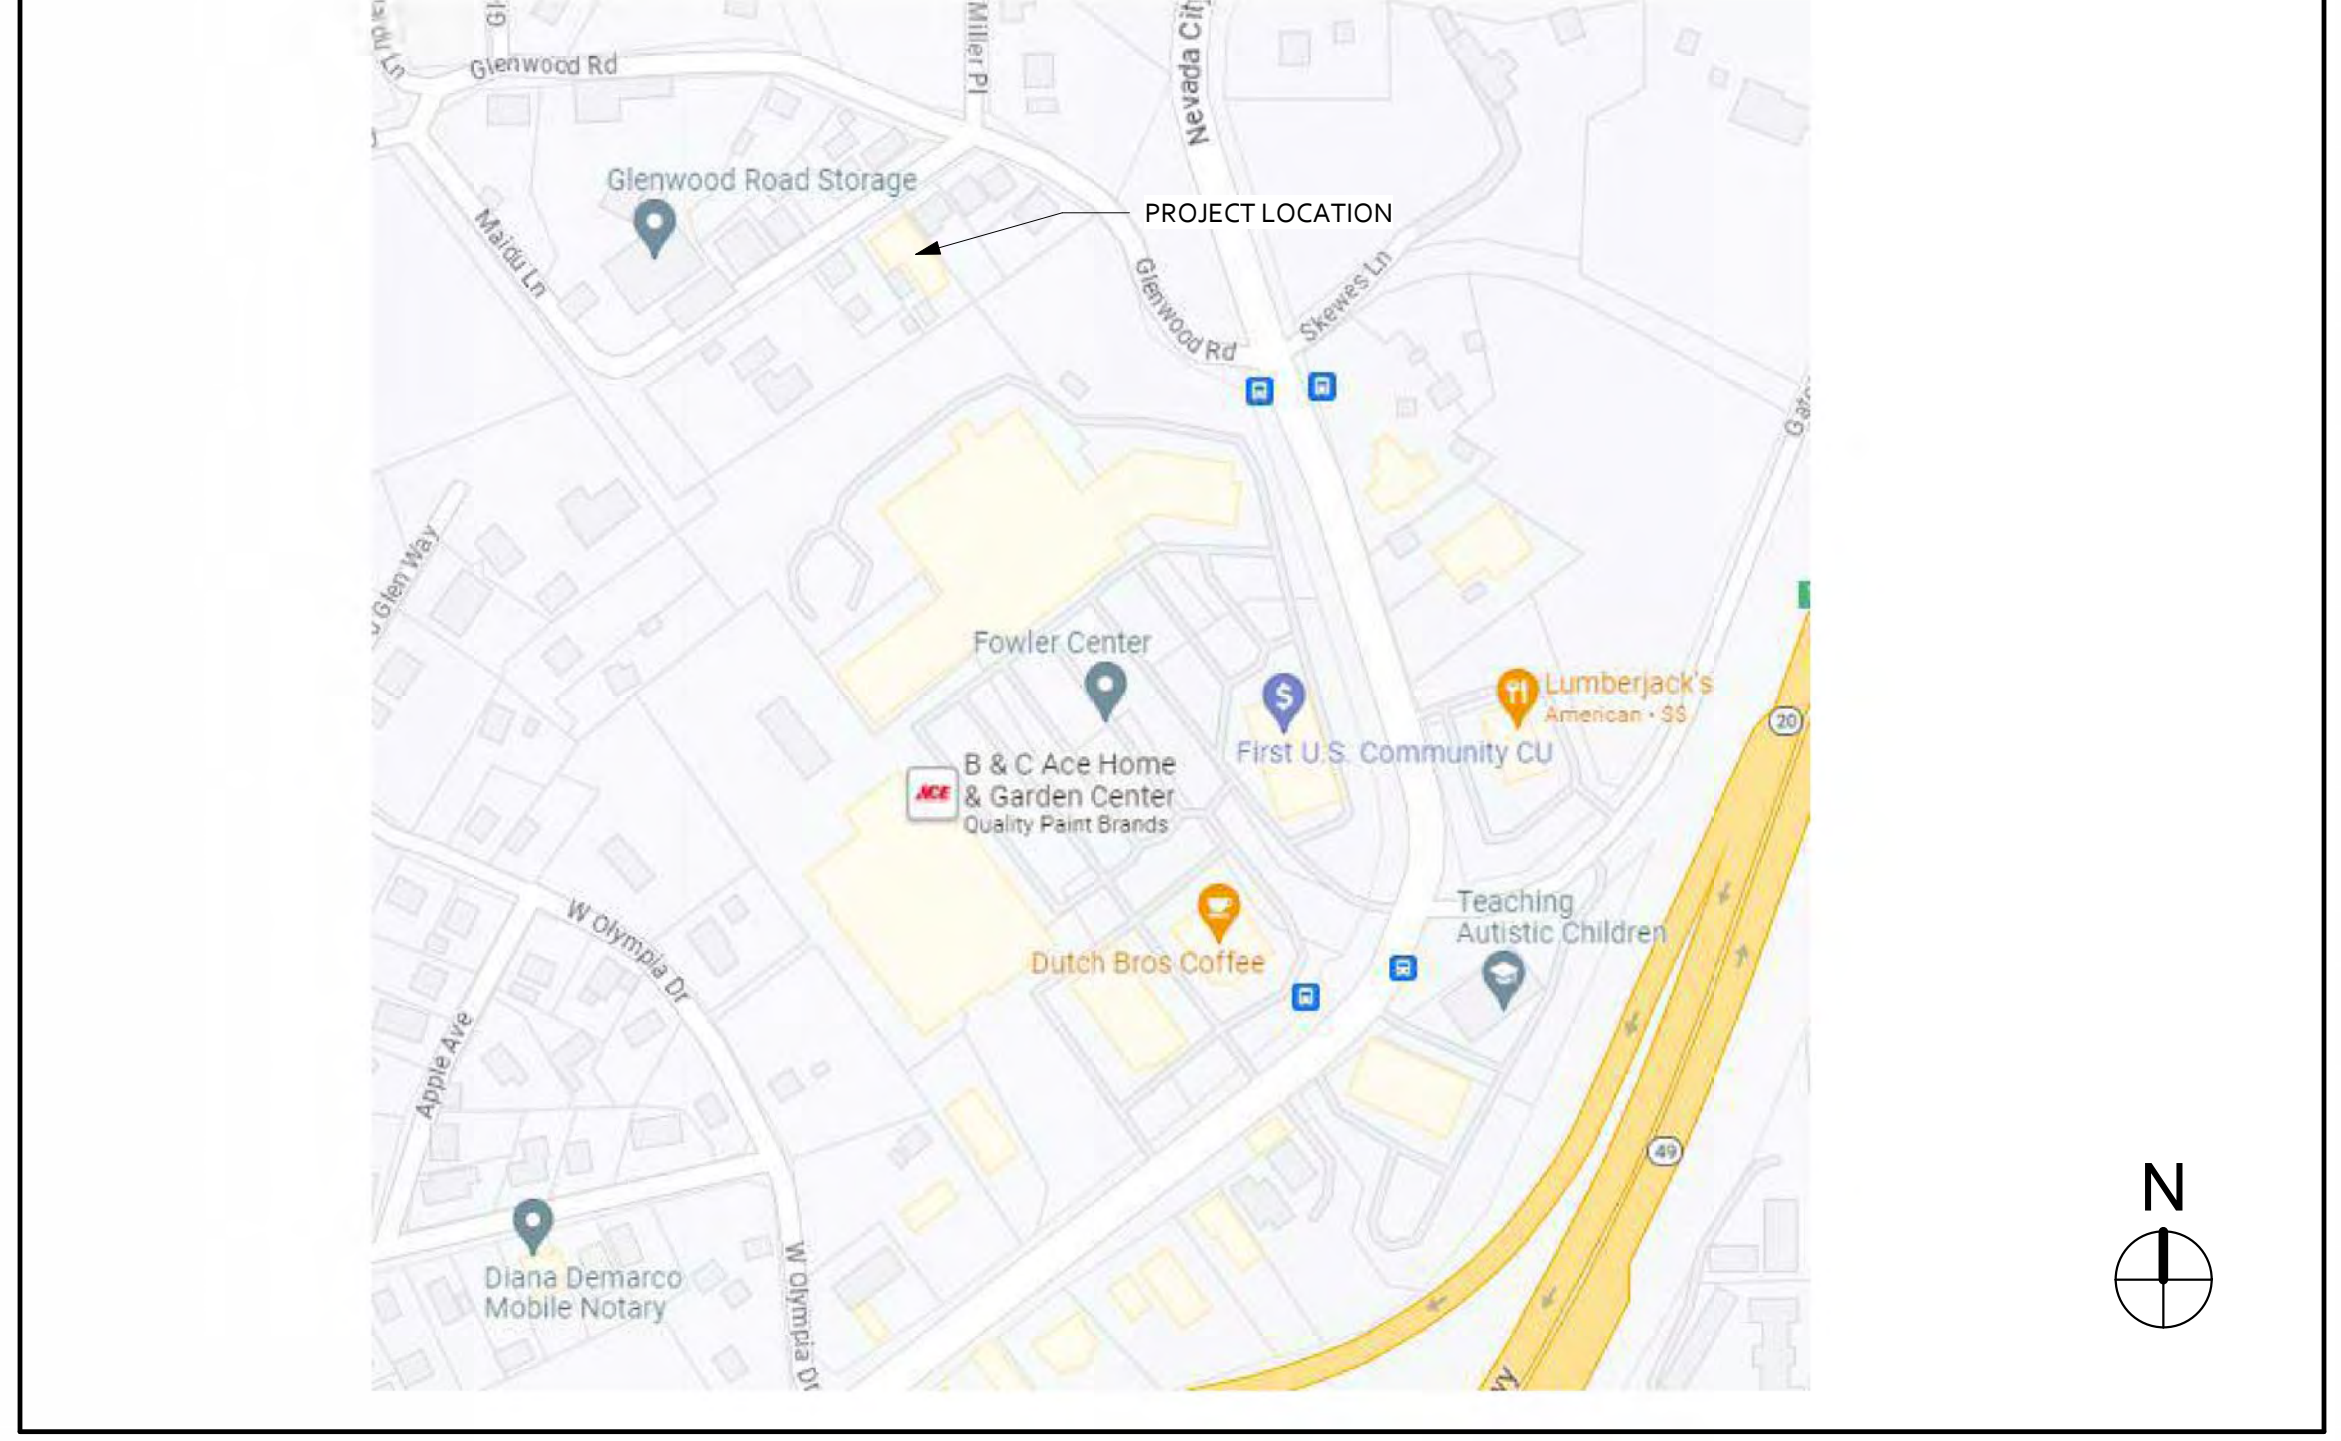 Glenwood Rd
Miller Pl
Nevada City
Glenwood Road Storage
PROJECT LOCATION
Maidu Ln
Glenwood Rd
Skewes Ln
Glen Way
Fowler Center
Lumberjack's
American • $$
20
$
First U.S. Community CU
B & C Ace Home
& Garden Center
Quality Paint Brands
ACE
Teaching
Autistic Children
W Olympia Dr
Dutch Bros Coffee
Apple Ave
49
N
Diana Demarco
Mobile Notary
W Olympia Dr